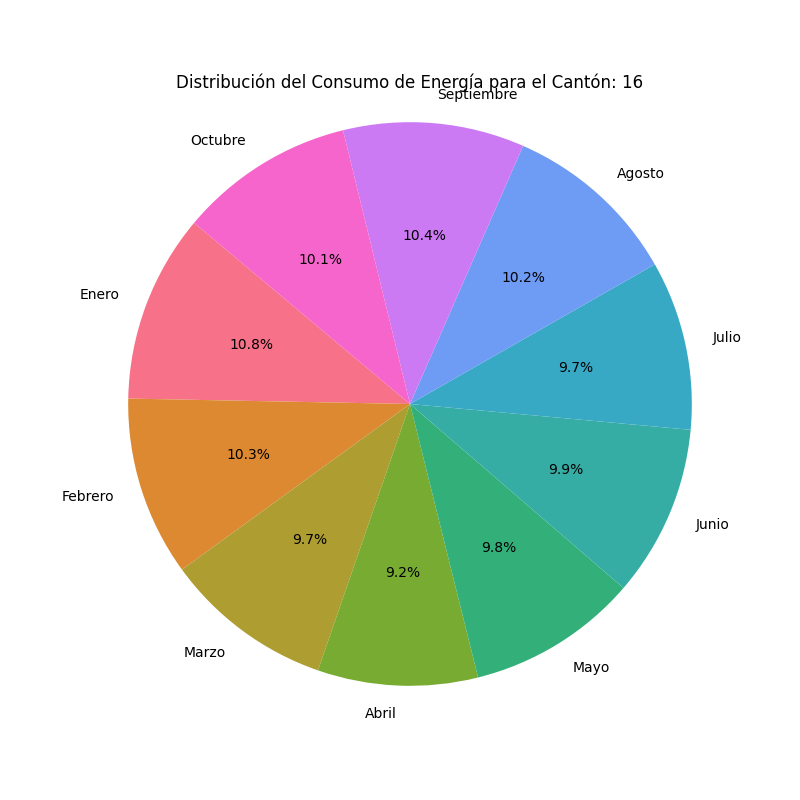 Distribución del Consumo de Energía para el Cantón: 16
Septiembre
Octubre
Agosto
10.4%
10.1%
10.2%
Enero
Julio
10.8%
9.7%
Febrero
10.3%
9.9%
Junio
9.7%
9.8%
9.2%
Marzo
Mayo
Abril